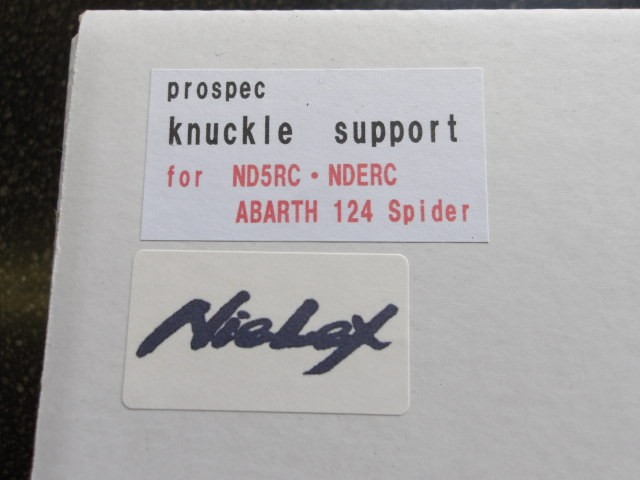 prospec
knuckle support
for ND5RC・NDERC
ABARTH 124 Spider
NieLex